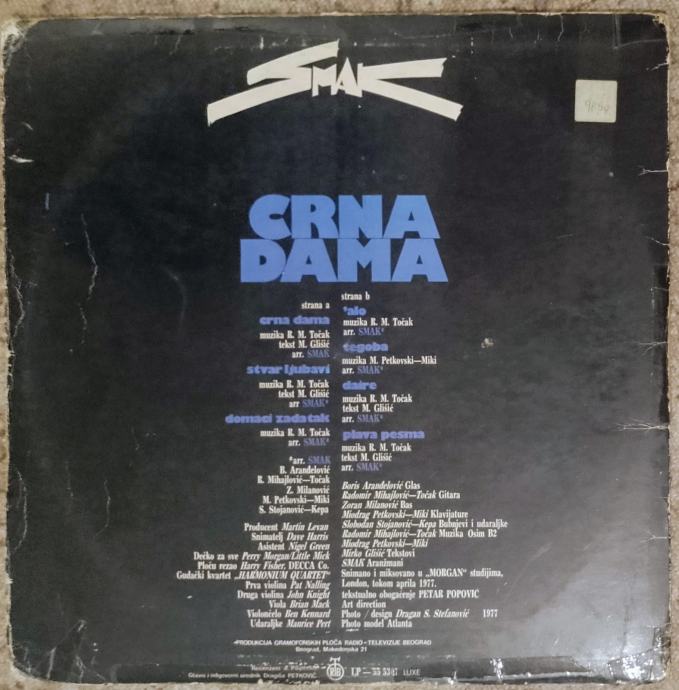 SMAK
CRNA
DAMA
strana a
crna dama
muzika R. M. Točak
tekst M. Glišić
arr. SMAK
stvar ljubavi
muzika R. M. Točak
tekst M. Glišić
arr SMAK*
domaći zadatak
muzika R. M. Točak
arr. SMAK*
*arr. SMAK
B. Aranđelović
R. Mihajlović—Točak
Z. Milanović
M. Petkovski—Miki
S. Stojanović—Kepa
Producent Martin Levan
Snimatelj Dave Harris
Asistent Nigel Green
Dečko za sve Perry Morgan/Little Mick
Ploču rezao Harry Fisher, DECCA Co.
Gudački kvartet „HARMONIUM QUARTET“
Prva violina Pat Nalling
Druga violina John Knight
Viola Brian Mack
Violončelo Ben Kennard
Udaraljke Maurice Pert
strana b
'alo
muzika R. M. Točak
arr. SMAK*
tegoba
muzika M. Petkovski—Miki
arr. SMAK*
daire
muzika R. M. Točak
tekst M. Glišić
arr. SMAK*
plava pesma
muzika R. M. Točak
tekst M. Glišić
arr. SMAK*
Boris Aranđelović Glas
Radomir Mihajlović—Točak Gitara
Zoran Milanović Bas
Miodrag Petkovski—Miki Klavijature
Slobodan Stojanović—Kepa Bubnjevi i udaraljke
Radomir Mihajlović—Točak Muzika Osim B2
Miodrag Petkovski—Miki
Mirko Glišić Tekstovi
SMAK Aranžmani
Snimano i miksovano u „MORGAN“ studijima,
London, tokom aprila 1977.
tekstualno obogaćenje PETAR POPOVIĆ
Art direction
Photo / design Dragan S. Stefanović 1977
Photo model Atlanta
PRODUKCIJA GRAMOFONSKIH PLOČA RADIO - TELEVIZIJE BEOGRAD
Beograd, Makedonska 21
Recenzent
Glavni i odgovorni urednik Dragiša PETKOVIĆ
RTB LP — 55 LUXE